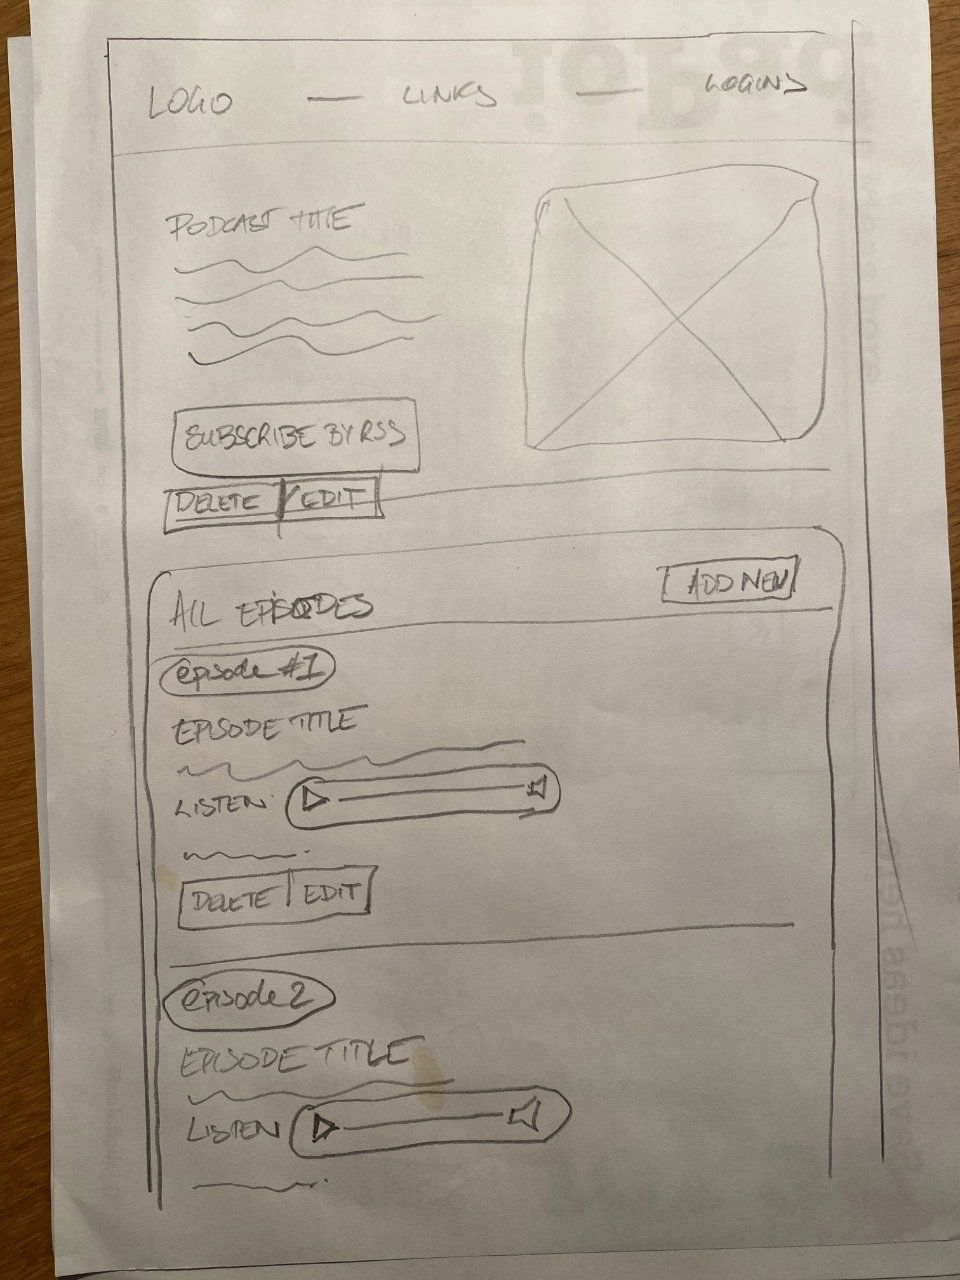 LOGO LINKS LOGINS
PODCAST TITLE
SUBSCRIBE BY RSS
DELETE EDIT
ALL EPISODES ADD NEW
episode #1
EPISODE TITLE
LISTEN
DELETE EDIT
episode 2
EPISODE TITLE
LISTEN